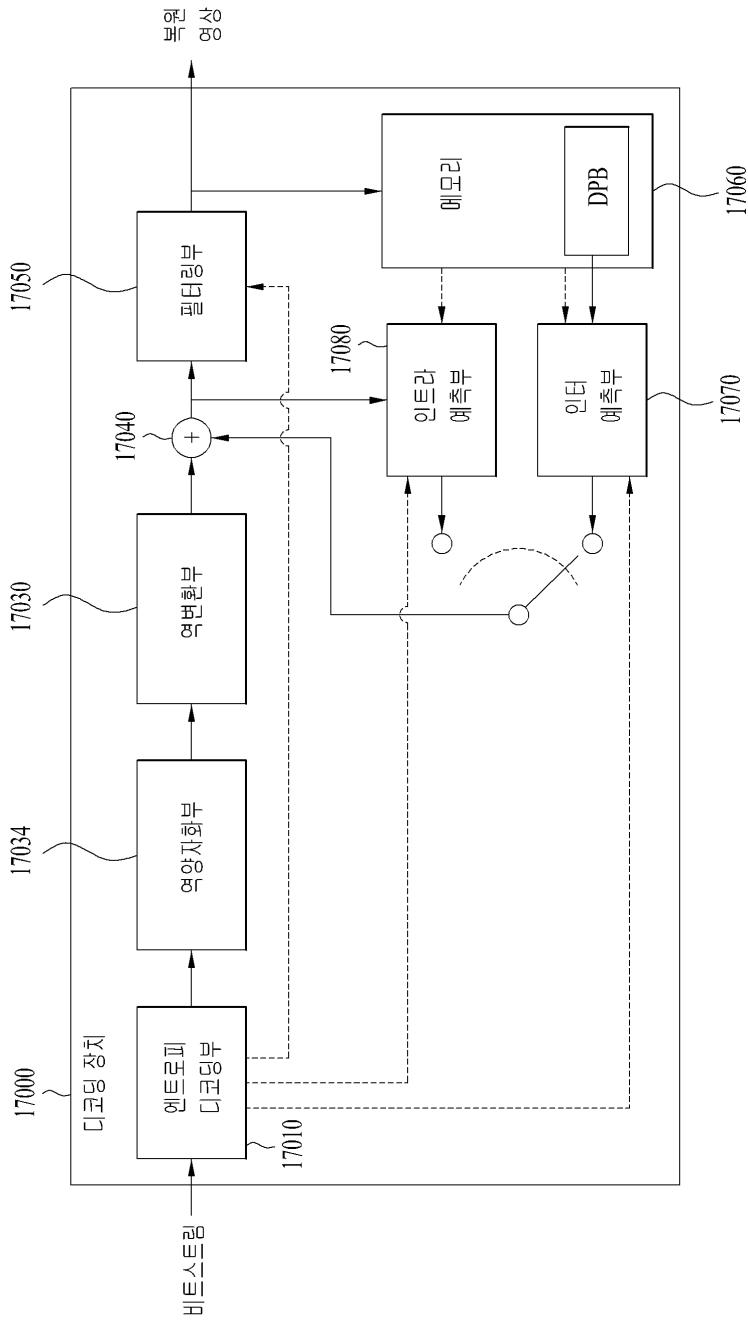 17000
디코딩 장치
비트스트림
엔트로피
디코딩부
17010
17034
역양자화부
17030
역변환부
17040
+
17050
필터링부
복원
영상
17080
인트라
예측부
인터
예측부
17070
메모리
DPB
17060